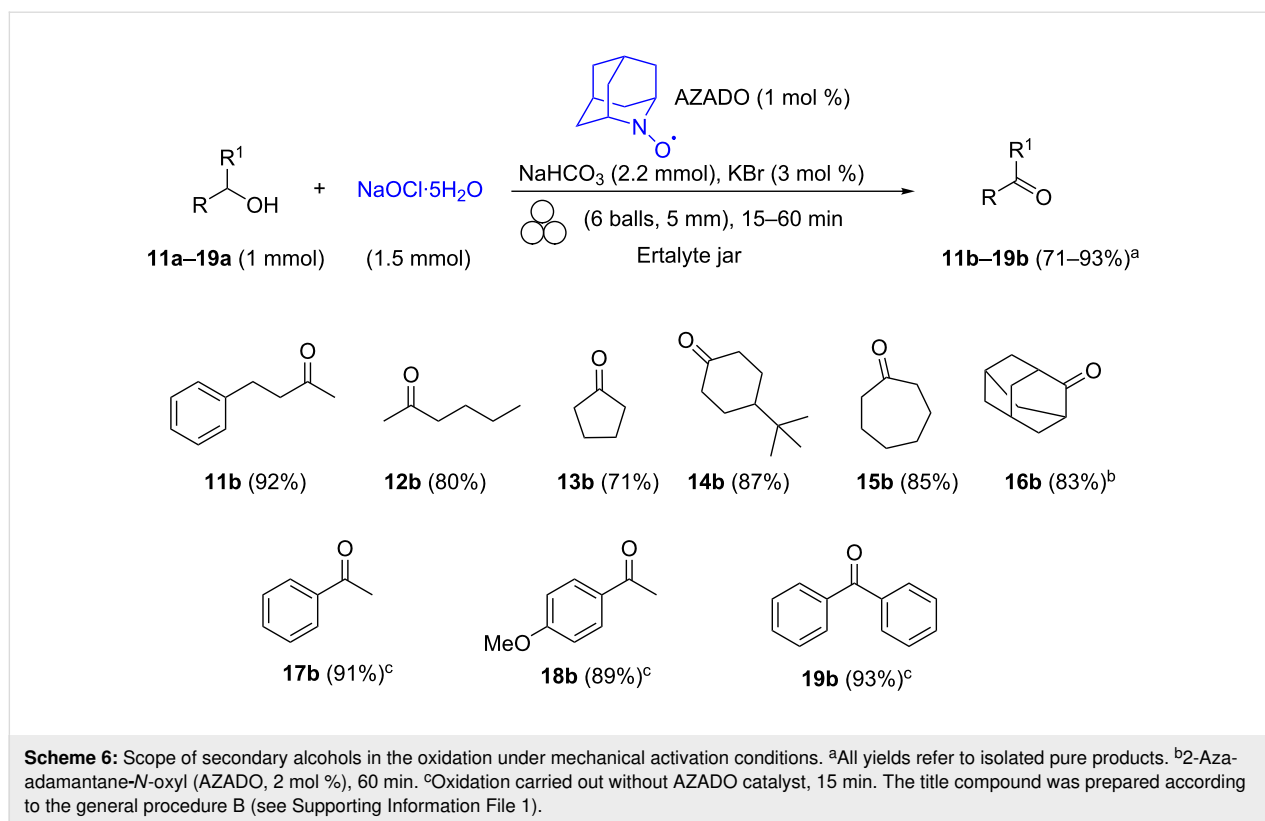 AZADO (1 mol %)
N
O•
R¹
R
OH
+
NaOCl·5H₂O
NaHCO₃ (2.2 mmol), KBr (3 mol %)
(6 balls, 5 mm), 15–60 min
Ertalyte jar
R¹
R
O
11a–19a (1 mmol)
(1.5 mmol)
11b–19b (71–93%)ᵃ
O
O
O
O
O
O
11b (92%)
12b (80%)
13b (71%)
14b (87%)
15b (85%)
16b (83%)ᵇ
O
O
O
MeO
17b (91%)ᶜ
18b (89%)ᶜ
19b (93%)ᶜ
Scheme 6: Scope of secondary alcohols in the oxidation under mechanical activation conditions. ᵃAll yields refer to isolated pure products. ᵇ2-Aza-
adamantane-N-oxyl (AZADO, 2 mol %), 60 min. ᶜOxidation carried out without AZADO catalyst, 15 min. The title compound was prepared according
to the general procedure B (see Supporting Information File 1).